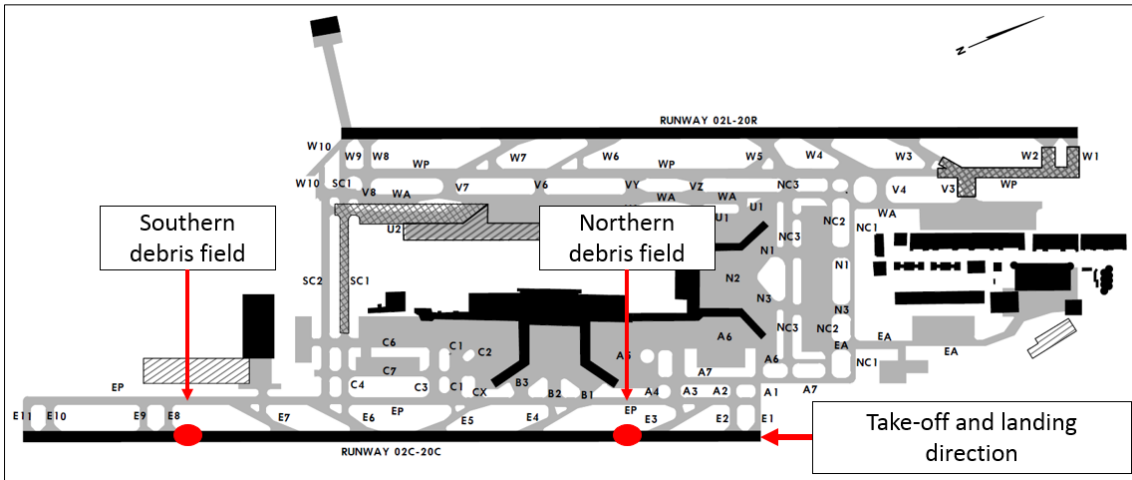 N
RUNWAY 02L-20R
W10
W9
W8
W7
W6
W5
W4
W3
W2
W1
WP
WP
W10
SC1
V8
WA
V7
V6
VY
VZ
NC3
V4
V3
WP
WA
WA
U1
U1
U2
NC2
NC1
WA
Southern
debris field
Northern
debris field
SC2
SC1
NC3
N1
N1
N2
N3
N3
NC3
NC2
A6
A6
EA
EA
EA
NC1
C6
C1
C2
A5
C7
C4
C3
C1
CX
B3
B2
B1
A4
A3
A2
A7
A1
A7
EP
EP
EP
E11
E10
E9
E8
E7
E6
E5
E4
E3
E2
E1
RUNWAY 02C-20C
Take-off and landing
direction